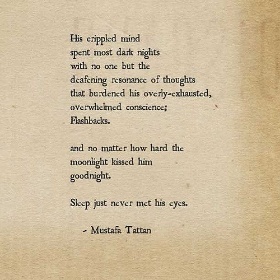 His crippled mind
spent most dark nights
with no one but the
deafening resonance of thoughts
that burdened his overly-exhausted,
overwhelmed conscience;
Flashbacks.
and no matter how hard the
moonlight kissed him
goodnight.
Sleep just never met his eyes.
- Mustafa Tattan